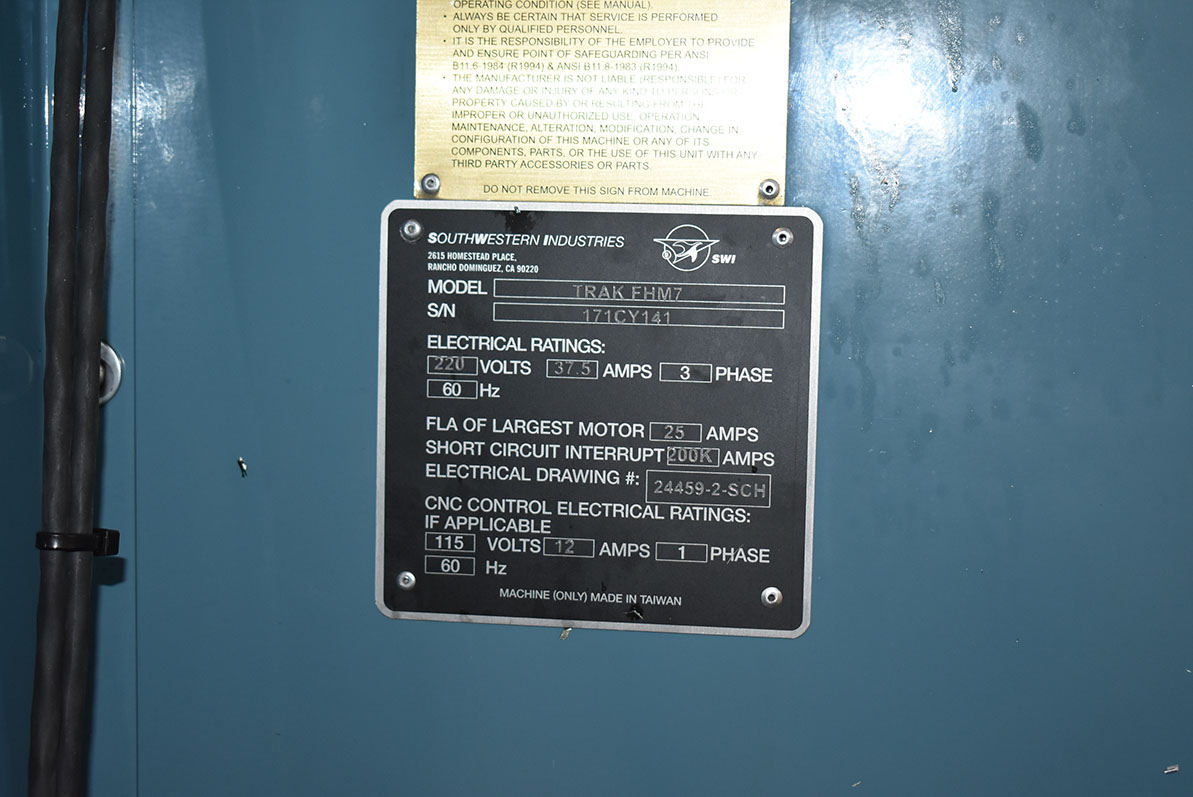 OPERATING CONDITION (SEE MANUAL).
• ALWAYS BE CERTAIN THAT SERVICE IS PERFORMED
ONLY BY QUALIFIED PERSONNEL.
• IT IS THE RESPONSIBILITY OF THE EMPLOYER TO PROVIDE
AND ENSURE POINT OF SAFEGUARDING PER ANSI
B11.6-1984 (R1994) & ANSI B11.8-1983 (R1994).
• THE MANUFACTURER IS NOT LIABLE (RESPONSIBLE) FOR
ANY DAMAGE OR INJURY OF ANY KIND TO PERSONS OR
PROPERTY CAUSED BY OR RESULTING FROM THE
IMPROPER OR UNAUTHORIZED USE, OPERATION,
MAINTENANCE, ALTERATION, MODIFICATION, CHANGE IN
CONFIGURATION OF THIS MACHINE OR ANY OF ITS
COMPONENTS, PARTS, OR THE USE OF THIS UNIT WITH ANY
THIRD PARTY ACCESSORIES OR PARTS.
DO NOT REMOVE THIS SIGN FROM MACHINE
SOUTHWESTERN INDUSTRIES
SWI
2615 HOMESTEAD PLACE,
RANCHO DOMINGUEZ, CA 90220
MODEL TRAK FHM7
S/N 171CY141
ELECTRICAL RATINGS:
220 VOLTS 37.5 AMPS 3 PHASE
60 Hz
FLA OF LARGEST MOTOR 25 AMPS
SHORT CIRCUIT INTERRUPT 200K AMPS
ELECTRICAL DRAWING #: 24459-2-SCH
CNC CONTROL ELECTRICAL RATINGS:
IF APPLICABLE
115 VOLTS 12 AMPS 1 PHASE
60 Hz
MACHINE (ONLY) MADE IN TAIWAN